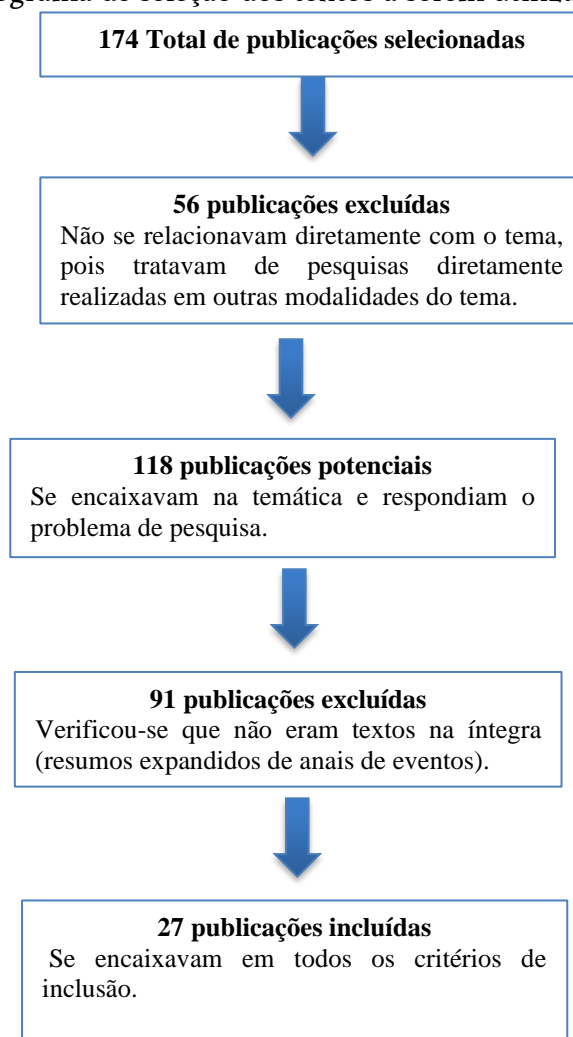 174 Total de publicações selecionadas
56 publicações excluídas
Não se relacionavam diretamente com o tema,
pois tratavam de pesquisas diretamente
realizadas em outras modalidades do tema.
118 publicações potenciais
Se encaixavam na temática e respondiam o
problema de pesquisa.
91 publicações excluídas
Verificou-se que não eram textos na íntegra
(resumos expandidos de anais de eventos).
27 publicações incluídas
Se encaixavam em todos os critérios de
inclusão.